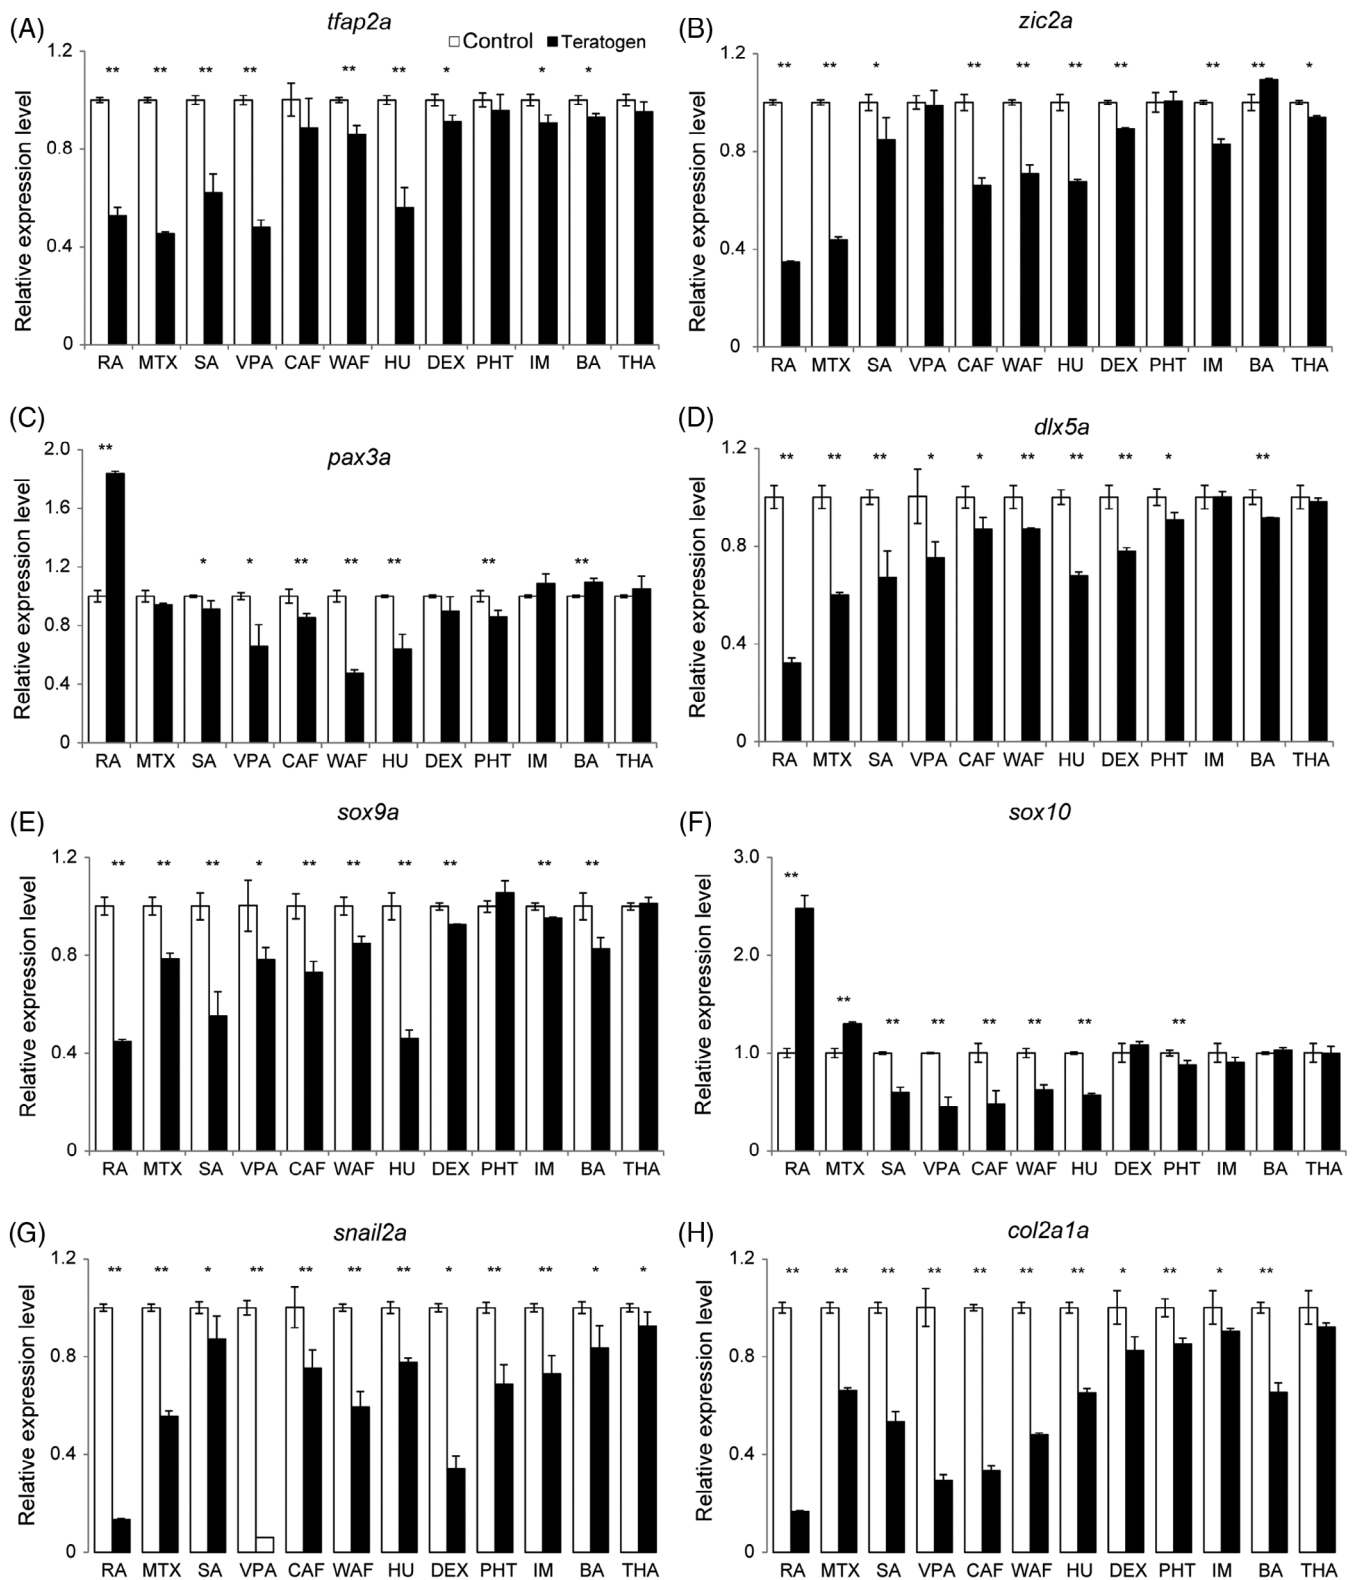 (A) tfap2a
□Control ■Teratogen
Relative expression level
1.2
0.8
0.4
0
** ** ** ** ** ** * * *
RA MTX SA VPA CAF WAF HU DEX PHT IM BA THA
(B) zic2a
Relative expression level
1.2
0.8
0.4
0
** ** * ** ** ** ** ** ** *
RA MTX SA VPA CAF WAF HU DEX PHT IM BA THA
(C) pax3a
Relative expression level
2.0
1.6
1.2
0.8
0.4
0
** * * ** ** ** ** **
RA MTX SA VPA CAF WAF HU DEX PHT IM BA THA
(D) dlx5a
Relative expression level
1.2
0.8
0.4
0
** ** ** * * ** ** ** * **
RA MTX SA VPA CAF WAF HU DEX PHT IM BA THA
(E) sox9a
Relative expression level
1.2
0.8
0.4
0
** ** ** * ** ** ** ** ** **
RA MTX SA VPA CAF WAF HU DEX PHT IM BA THA
(F) sox10
Relative expression level
3.0
2.0
1.0
0
** ** ** ** ** ** ** **
RA MTX SA VPA CAF WAF HU DEX PHT IM BA THA
(G) snail2a
Relative expression level
1.2
0.8
0.4
0
** ** * ** ** ** ** * ** ** * *
RA MTX SA VPA CAF WAF HU DEX PHT IM BA THA
(H) col2a1a
Relative expression level
1.2
0.8
0.4
0
** ** ** ** ** ** ** * ** * **
RA MTX SA VPA CAF WAF HU DEX PHT IM BA THA